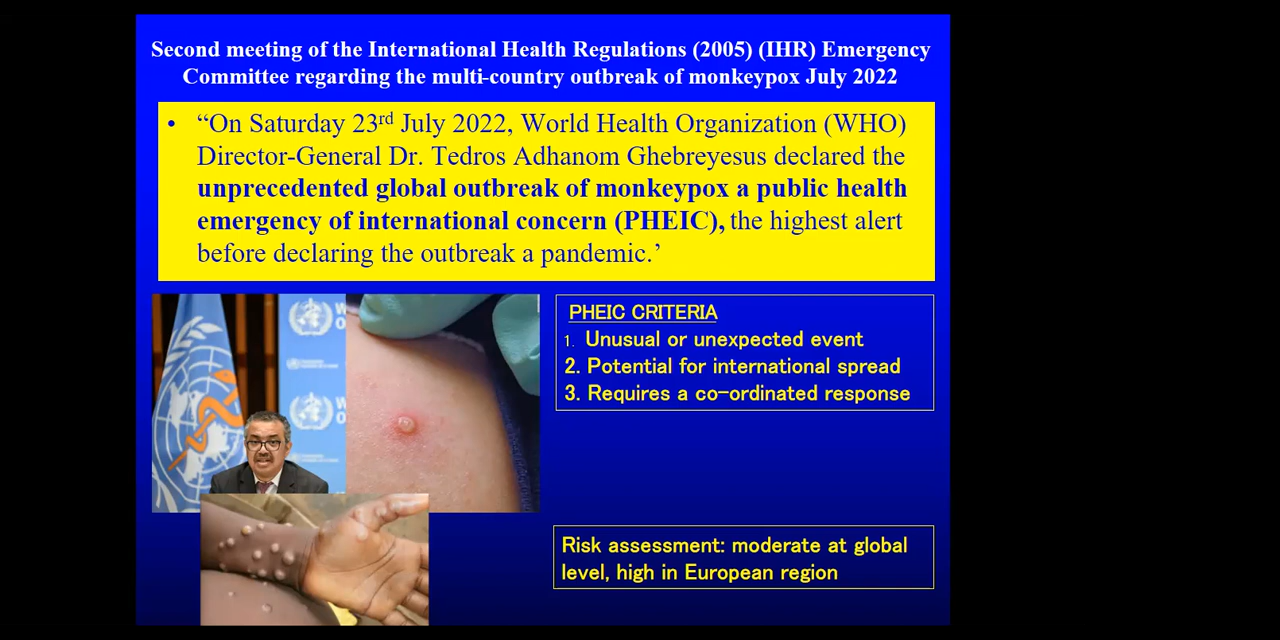 Second meeting of the International Health Regulations (2005) (IHR) Emergency
Committee regarding the multi-country outbreak of monkeypox July 2022
• “On Saturday 23rd July 2022, World Health Organization (WHO)
Director-General Dr. Tedros Adhanom Ghebreyesus declared the
unprecedented global outbreak of monkeypox a public health
emergency of international concern (PHEIC), the highest alert
before declaring the outbreak a pandemic.’
PHEIC CRITERIA
1. Unusual or unexpected event
2. Potential for international spread
3. Requires a co-ordinated response
Risk assessment: moderate at global
level, high in European region